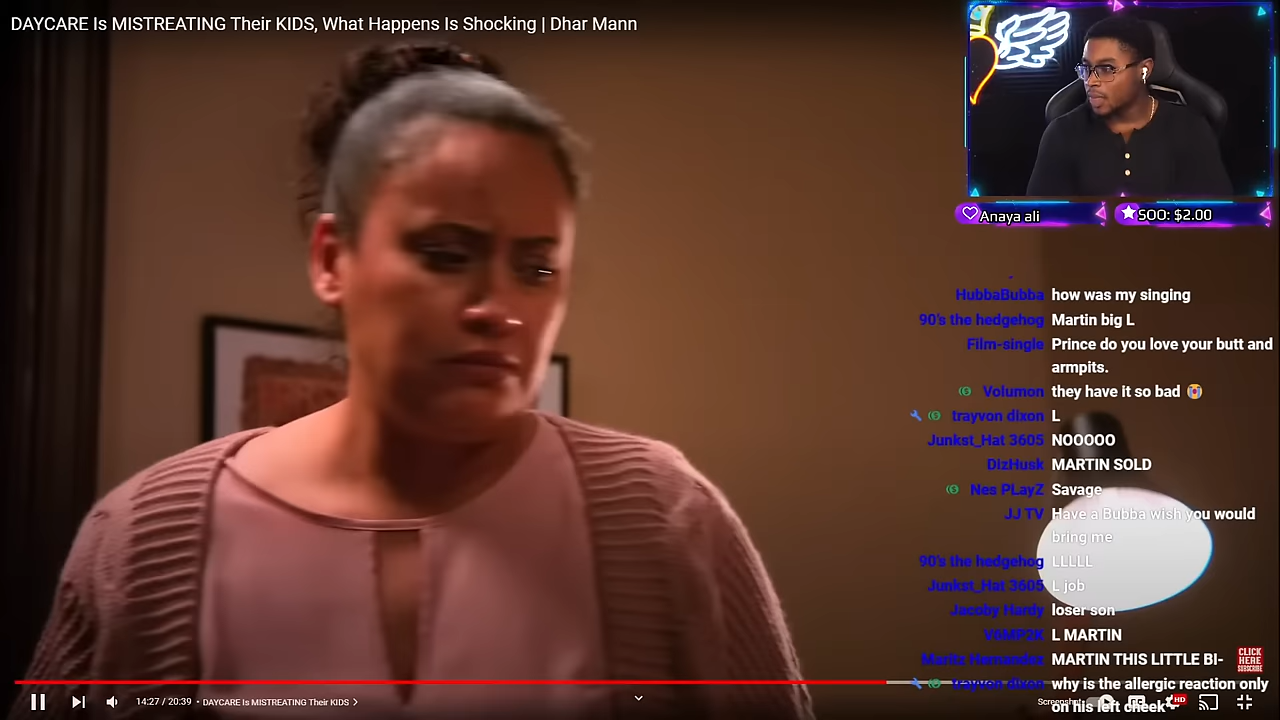 DAYCARE Is MISTREATING Their KIDS, What Happens Is Shocking | Dhar Mann
Anaya ali
SOO: $2.00
HubbaBubba how was my singing
90's the hedgehog Martin big L
Film-single Prince do you love your butt and
armpits.
Volumon they have it so bad 😭
trayvon dixon L
Junkst_Hat 3605 NOOOOO
DizHusk MARTIN SOLD
Nes PLayZ Savage
JJ TV Have a Bubba wish you would
bring me
90's the hedgehog LLLLL
Junkst_Hat 3605 L job
Jacoby Hardy loser son
V6MP2K L MARTIN
Maritz Hernandez MARTIN THIS LITTLE BI-
trayvon dixon why is the allergic reaction only
on his left cheek
CLICK
HERE
SUBSCRIBE
14:27 / 20:39 • DAYCARE Is MISTREATING Their KIDS
HD